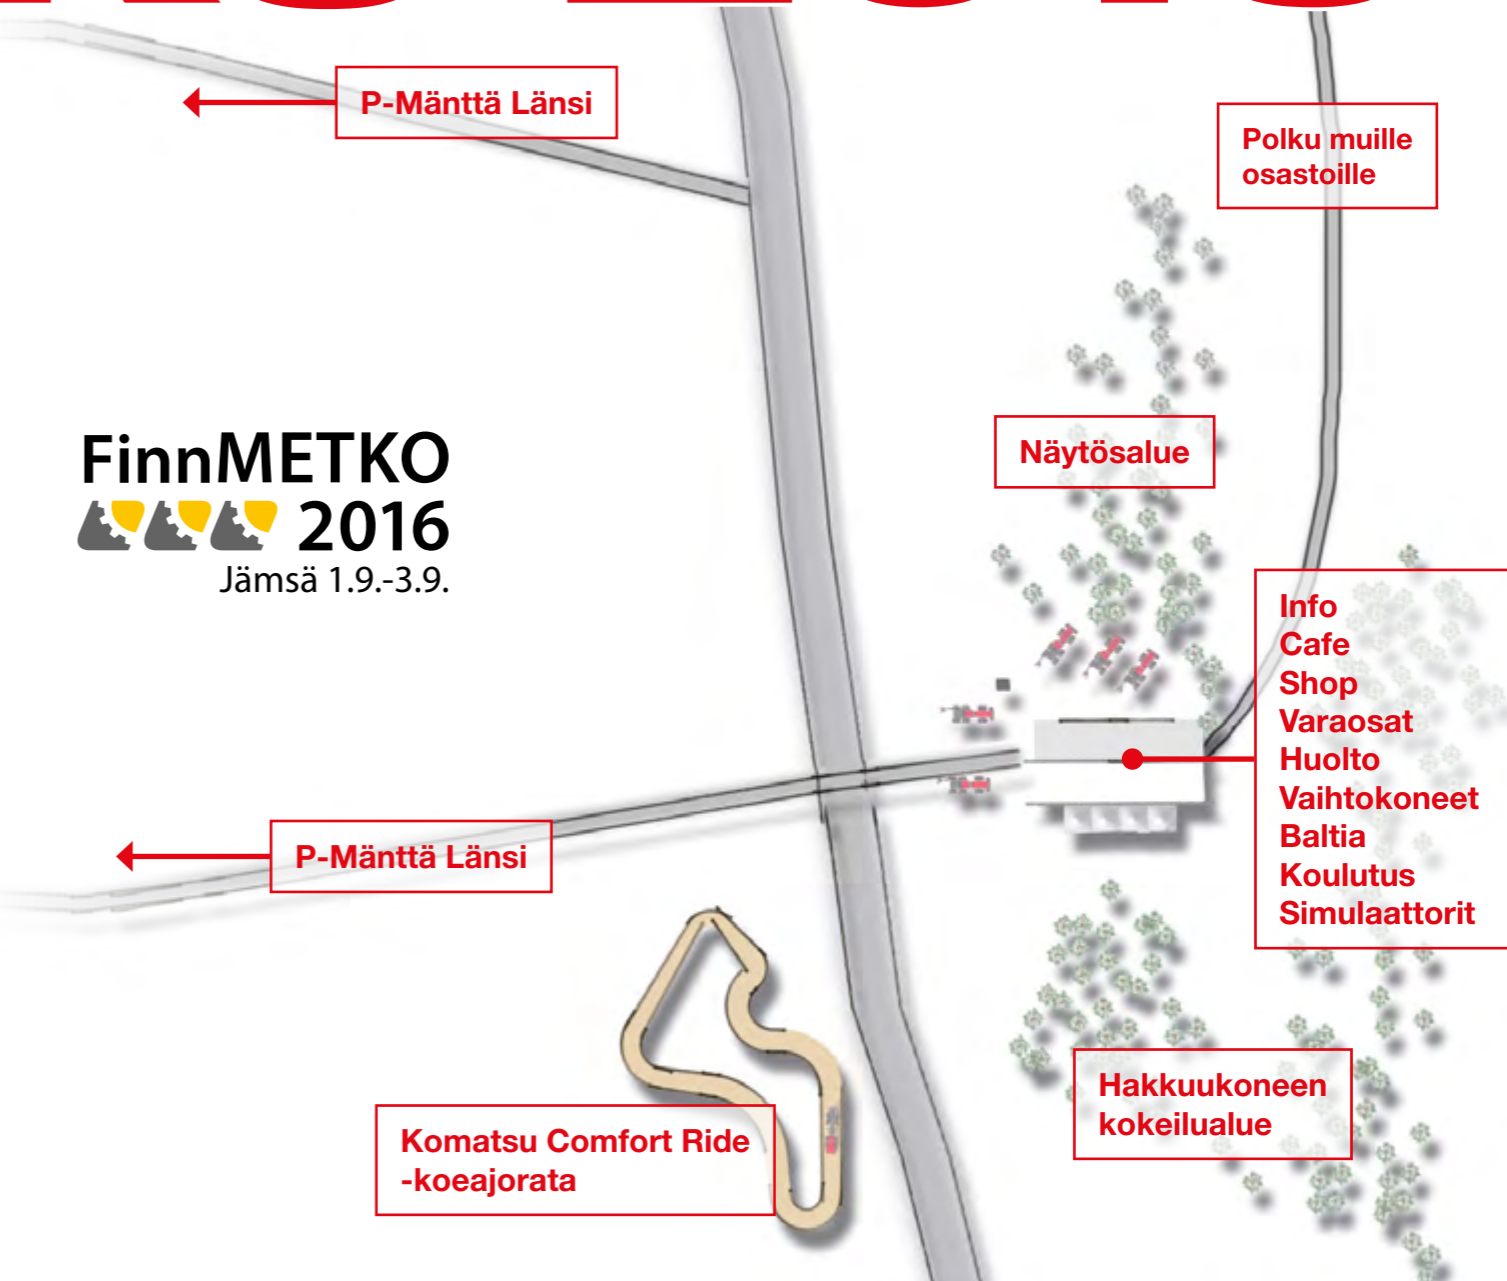 P-Mänttä Länsi
Polku muille
osastoille
Näytösalue
FinnMETKO
2016
Jämsä 1.9.-3.9.
Info
Cafe
Shop
Varaosat
Huolto
Vaihtokoneet
Baltia
Koulutus
Simulaattorit
P-Mänttä Länsi
Hakkuukoneen
kokeilualue
Komatsu Comfort Ride
-koeajorata